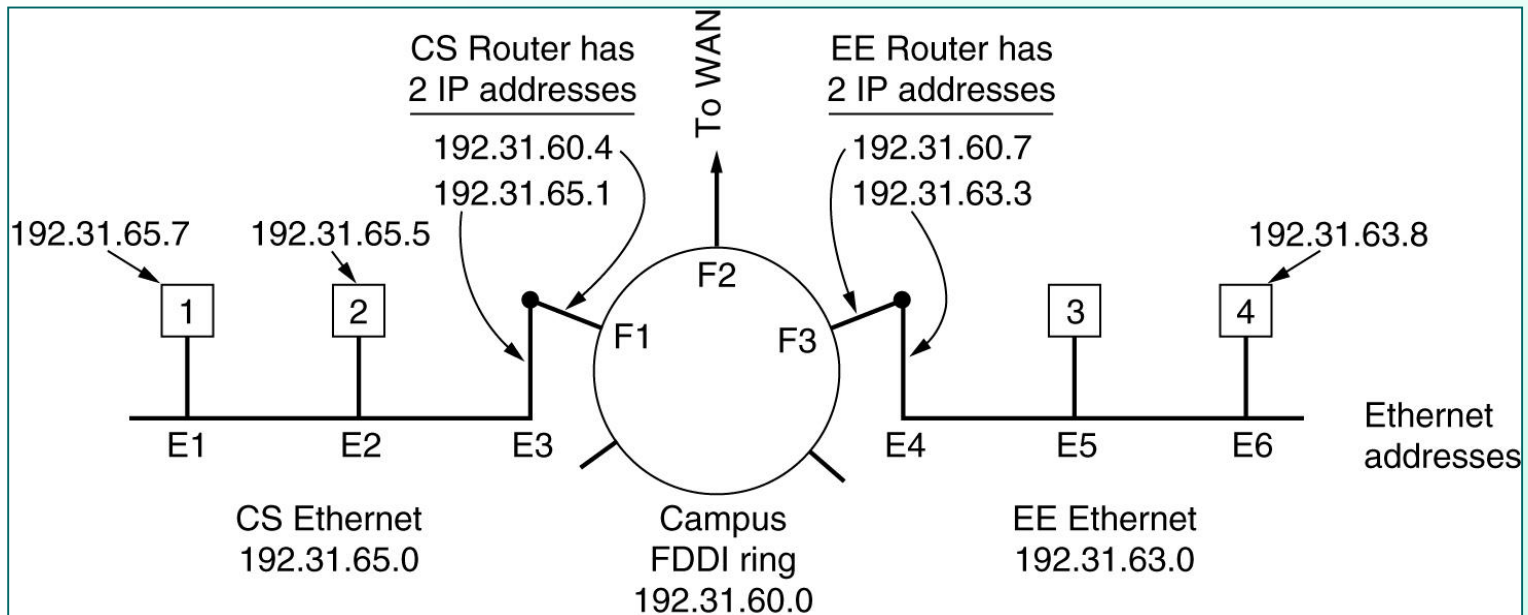 To WAN
CS Router has
2 IP addresses
192.31.60.4
192.31.65.1
EE Router has
2 IP addresses
192.31.60.7
192.31.63.3
192.31.65.7
192.31.65.5
192.31.63.8
1
2
3
4
F1
F2
F3
E1
E2
E3
E4
E5
E6
Ethernet
addresses
CS Ethernet
192.31.65.0
Campus
FDDI ring
192.31.60.0
EE Ethernet
192.31.63.0